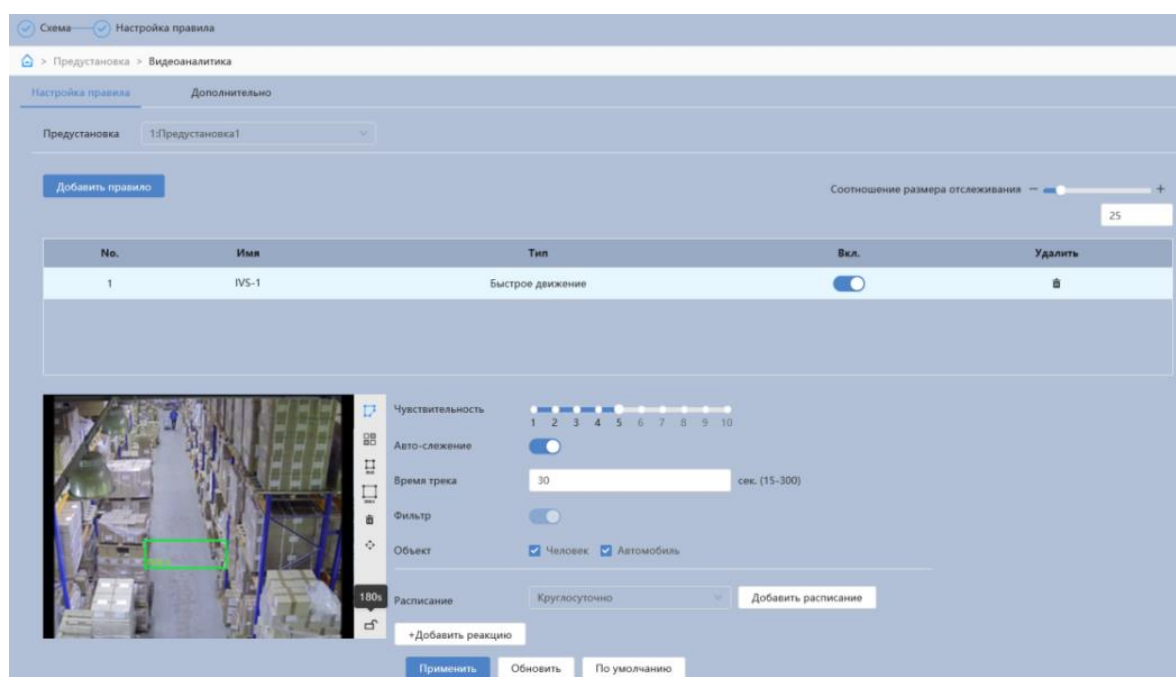 Схема Настройка правила
> Предустановка > Видеоаналитика
Настройка правила Дополнительно
Предустановка 1:Предустановка1
Добавить правило Соотношение размера отслеживания − +
25
No. Имя Тип Вкл. Удалить
1 IVS-1 Быстрое движение
Чувствительность
1 2 3 4 5 6 7 8 9 10
Авто-слежение
Время трека 30 сек. (15-300)
Фильтр
Объект Человек Автомобиль
180s
Расписание Круглосуточно Добавить расписание
+Добавить реакцию
Применить Обновить По умолчанию